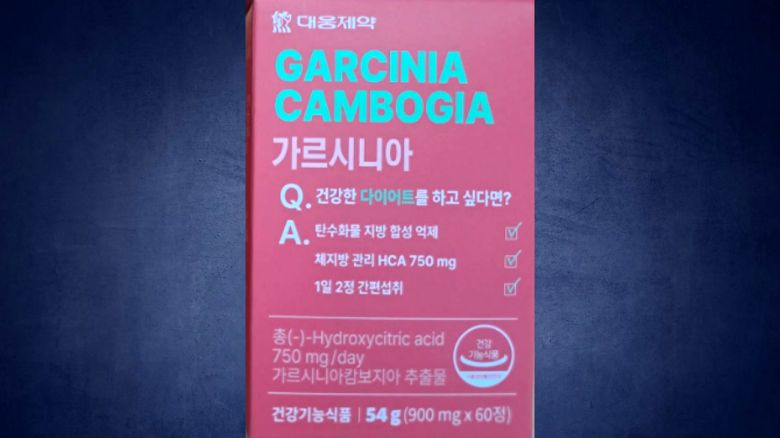 대웅제약
GARCINIA
CAMBOGIA
가르시니아
Q. 건강한 다이어트를 하고 싶다면?
A. 탄수화물 지방 합성 억제
체지방 관리 HCA 750 mg
1일 2정 간편섭취
총(-)-Hydroxycitric acid
750 mg/day
가르시니아캄보지아 추출물
건강
기능식품
건강기능식품 | 54 g (900 mg x 60정)